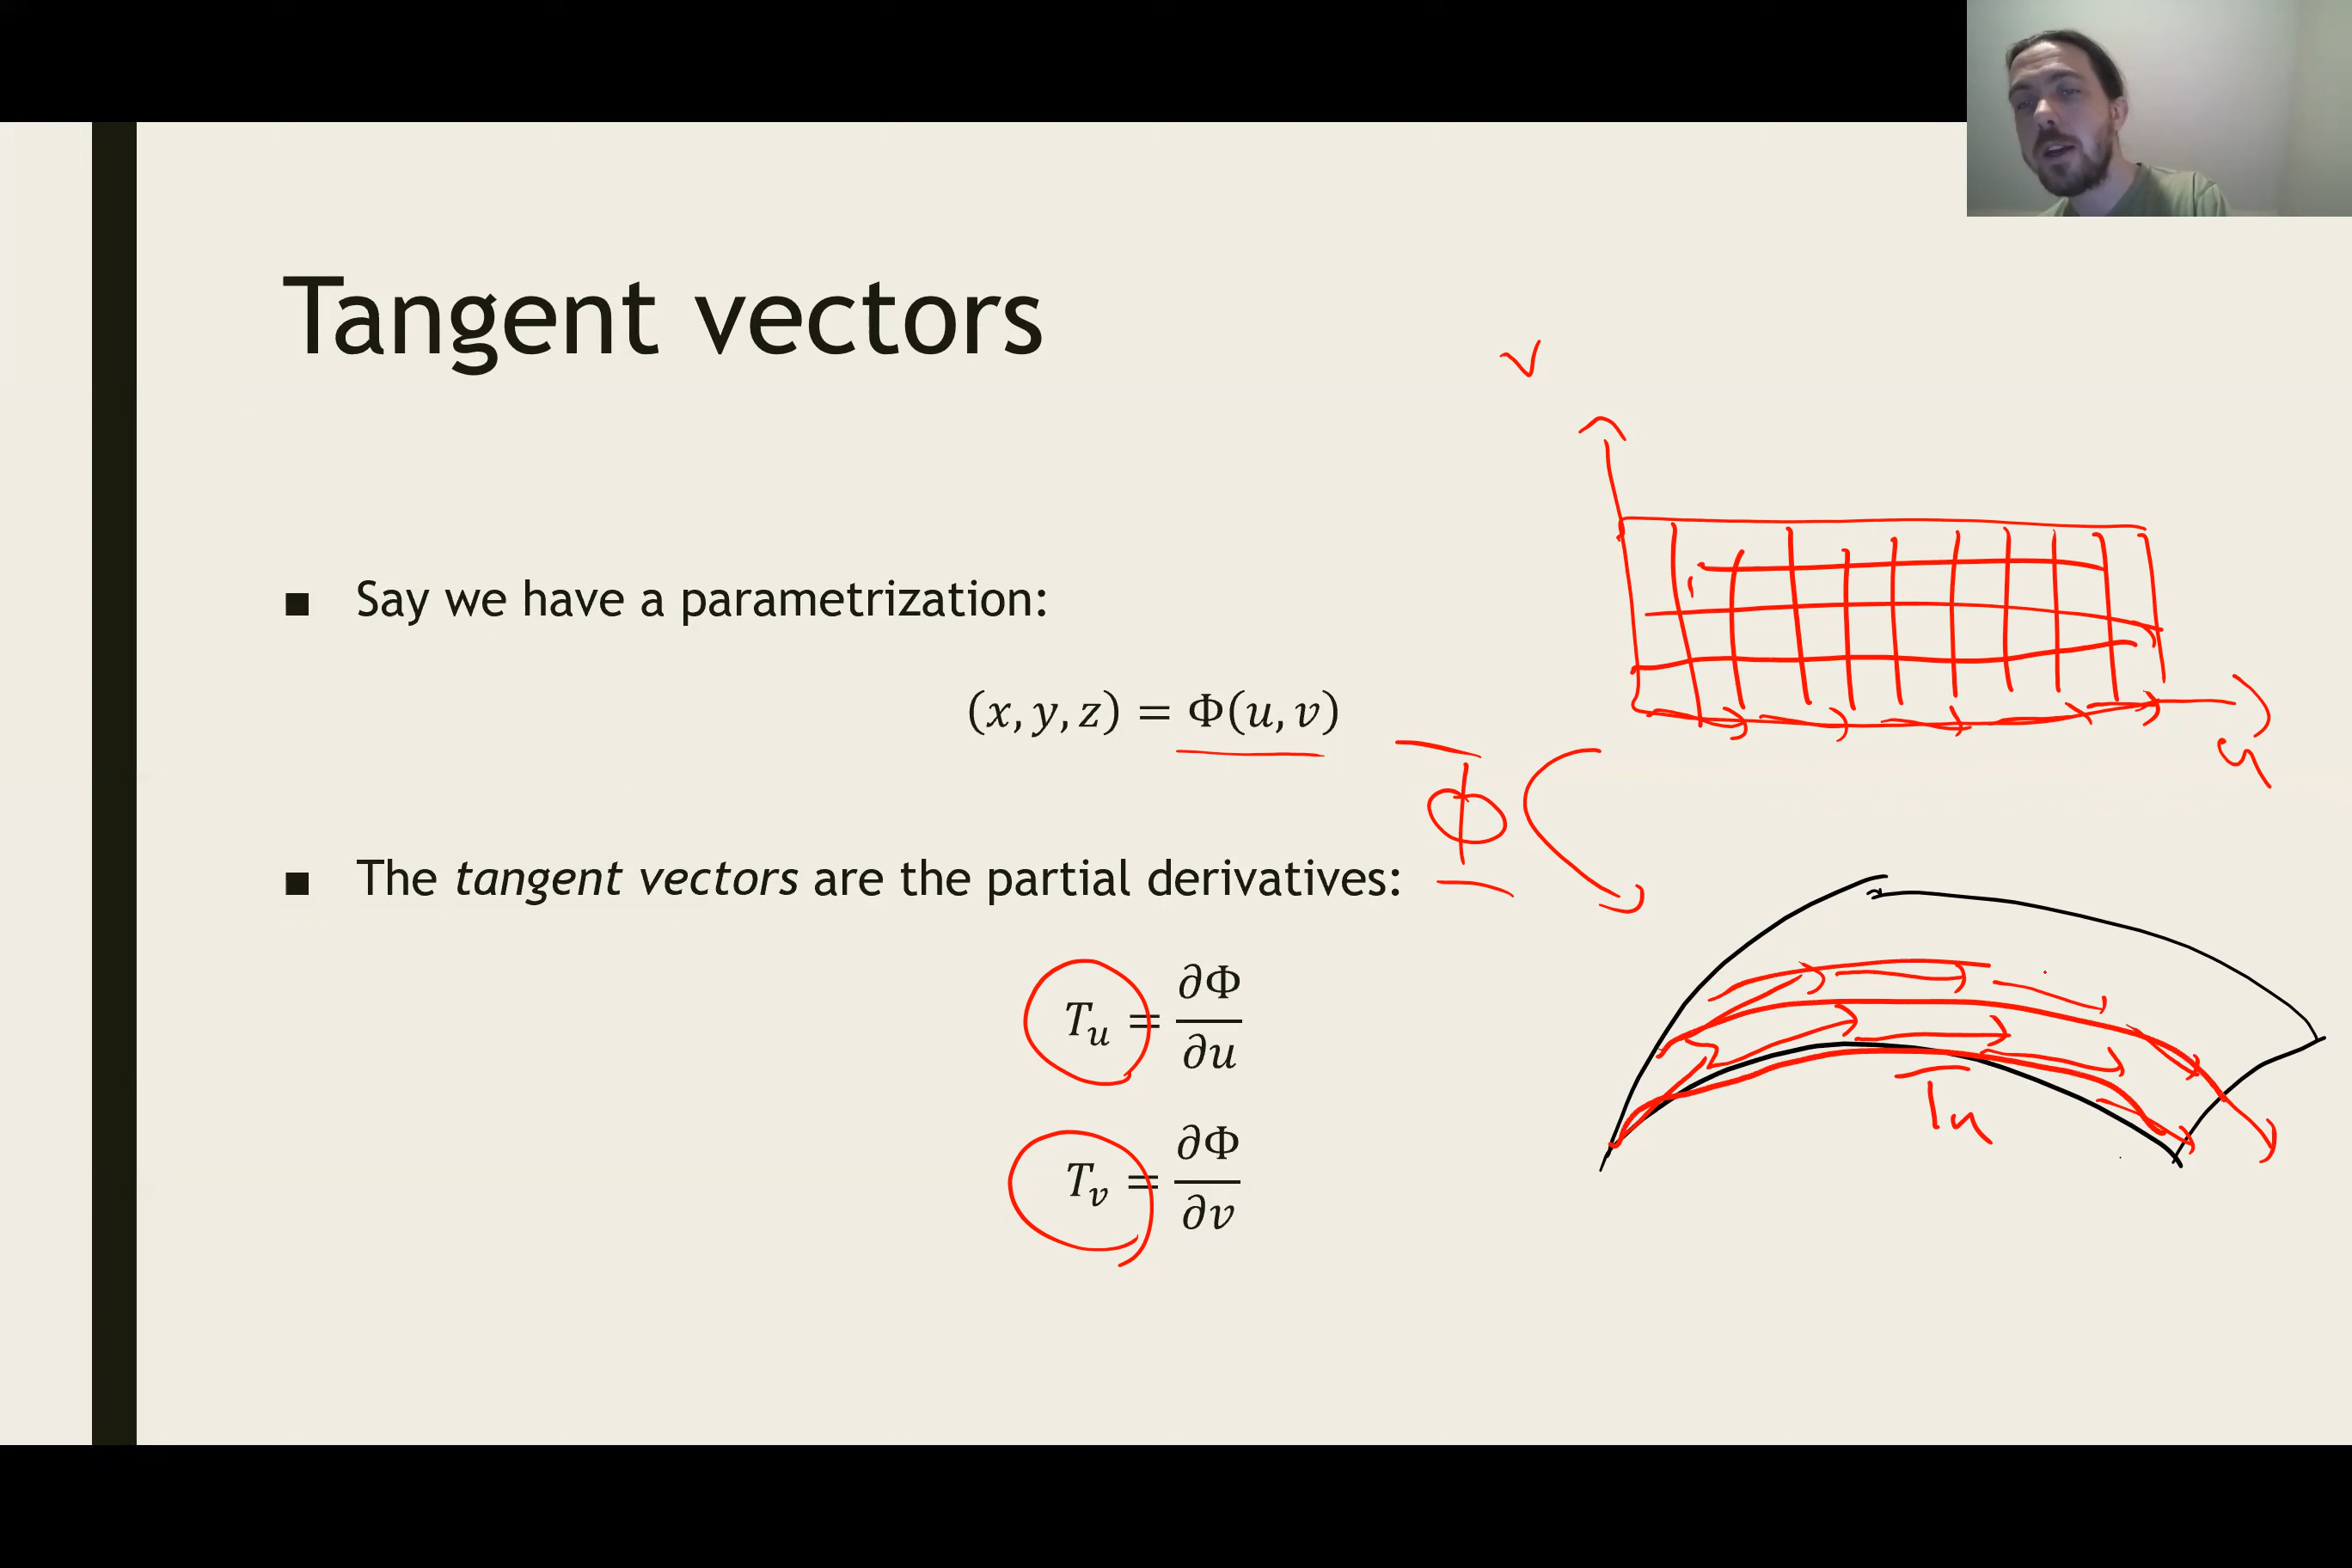 Tangent vectors
v
■ Say we have a parametrization:
(x, y, z) = Φ(u, v)
u
Φ
■ The tangent vectors are the partial derivatives:
T_u = ∂Φ/∂u
T_u
T_v = ∂Φ/∂v